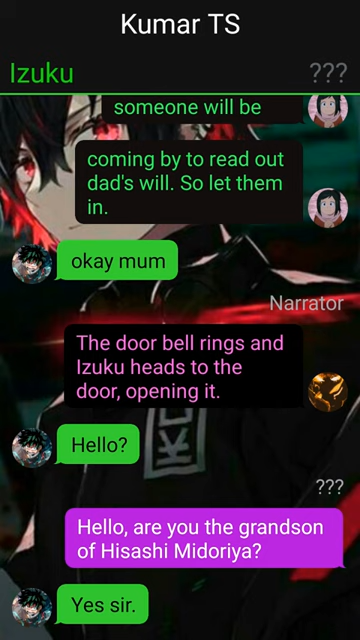 Kumar TS
Izuku
???
someone will be
coming by to read out
dad's will. So let them
in.
okay mum
Narrator
The door bell rings and
Izuku heads to the
door, opening it.
Hello?
???
Hello, are you the grandson
of Hisashi Midoriya?
Yes sir.